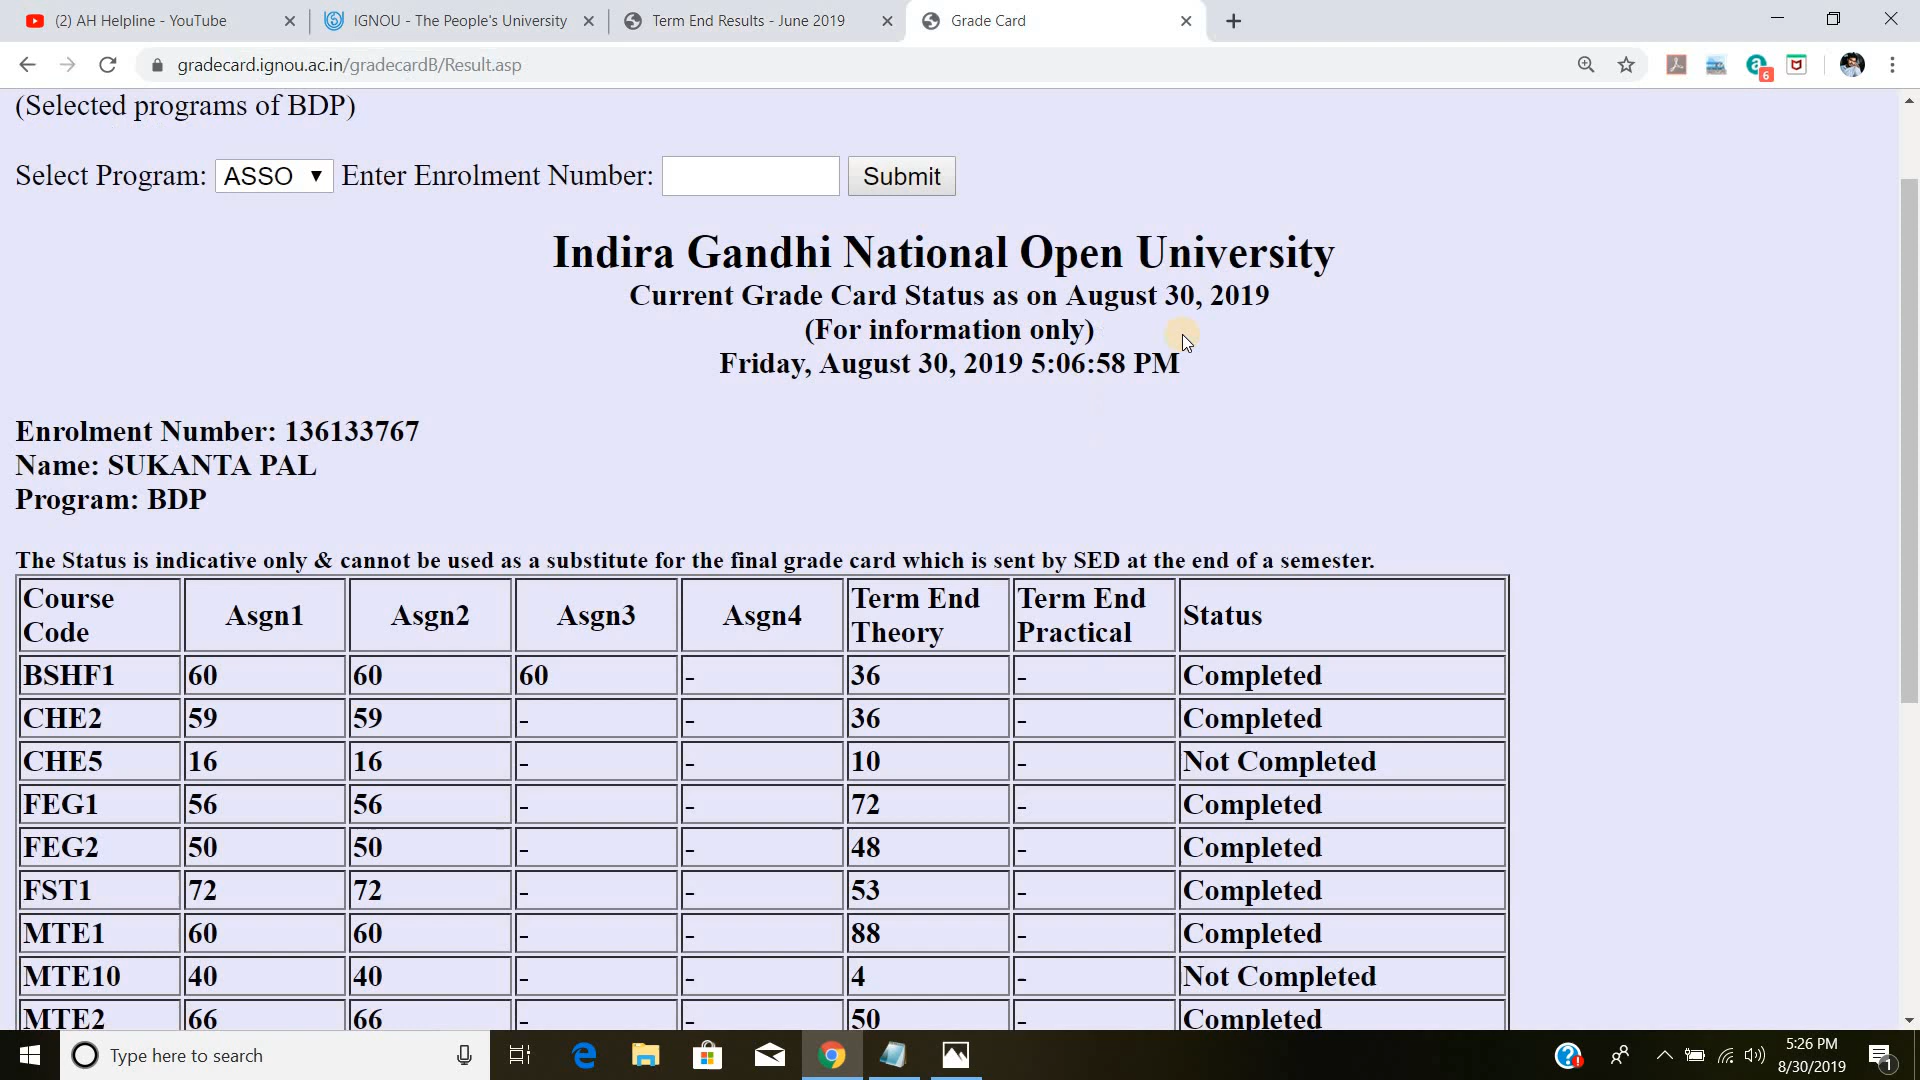 (2) AH Helpline - YouTube
IGNOU - The People's University
Term End Results - June 2019
Grade Card
gradecard.ignou.ac.in/gradecardB/Result.asp
6
(Selected programs of BDP)
Select Program: ASSO Enter Enrolment Number: Submit
Indira Gandhi National Open University
Current Grade Card Status as on August 30, 2019
(For information only)
Friday, August 30, 2019 5:06:58 PM
Enrolment Number: 136133767
Name: SUKANTA PAL
Program: BDP
The Status is indicative only & cannot be used as a substitute for the final grade card which is sent by SED at the end of a semester.
Course Code Asgn1 Asgn2 Asgn3 Asgn4 Term End Theory Term End Practical Status
BSHF1 60 60 60 - 36 - Completed
CHE2 59 59 - - 36 - Completed
CHE5 16 16 - - 10 - Not Completed
FEG1 56 56 - - 72 - Completed
FEG2 50 50 - - 48 - Completed
FST1 72 72 - - 53 - Completed
MTE1 60 60 - - 88 - Completed
MTE10 40 40 - - 4 - Not Completed
MTE2 66 66 - - 50 - Completed
Type here to search
5:26 PM
8/30/2019
1